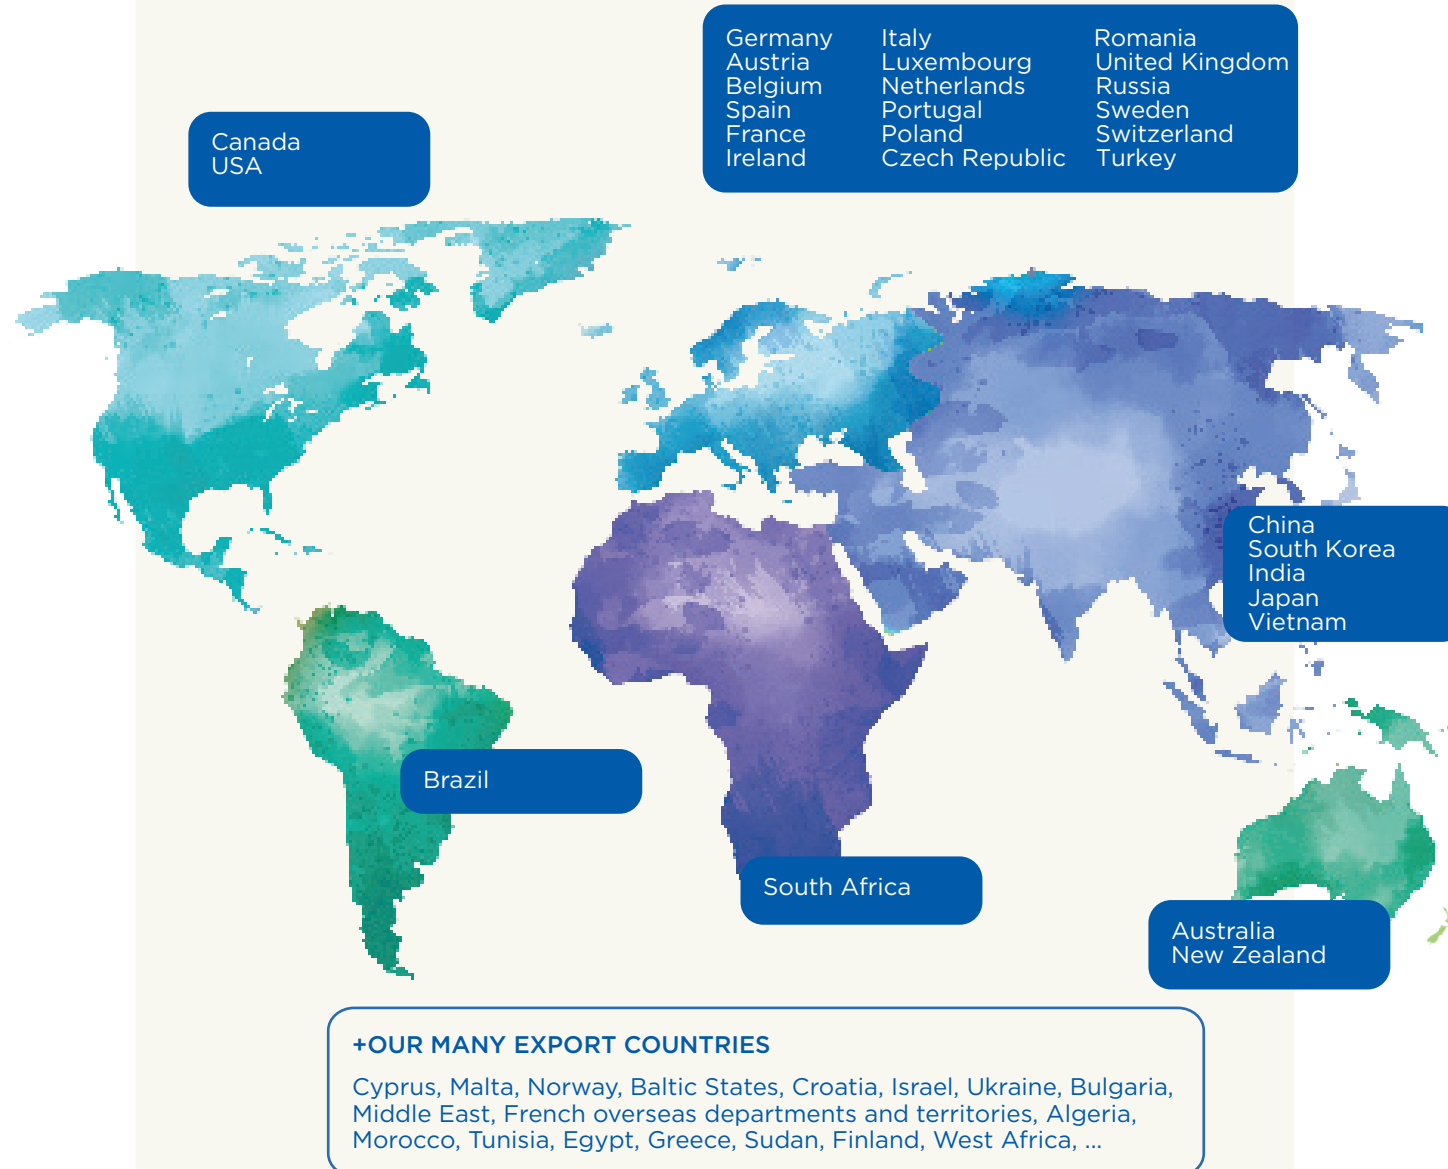 Germany
Austria
Belgium
Spain
France
Ireland
Italy
Luxembourg
Netherlands
Portugal
Poland
Czech Republic
Romania
United Kingdom
Russia
Sweden
Switzerland
Turkey
Canada
USA
China
South Korea
India
Japan
Vietnam
Brazil
South Africa
Australia
New Zealand
+OUR MANY EXPORT COUNTRIES
Cyprus, Malta, Norway, Baltic States, Croatia, Israel, Ukraine, Bulgaria,
Middle East, French overseas departments and territories, Algeria,
Morocco, Tunisia, Egypt, Greece, Sudan, Finland, West Africa, ...